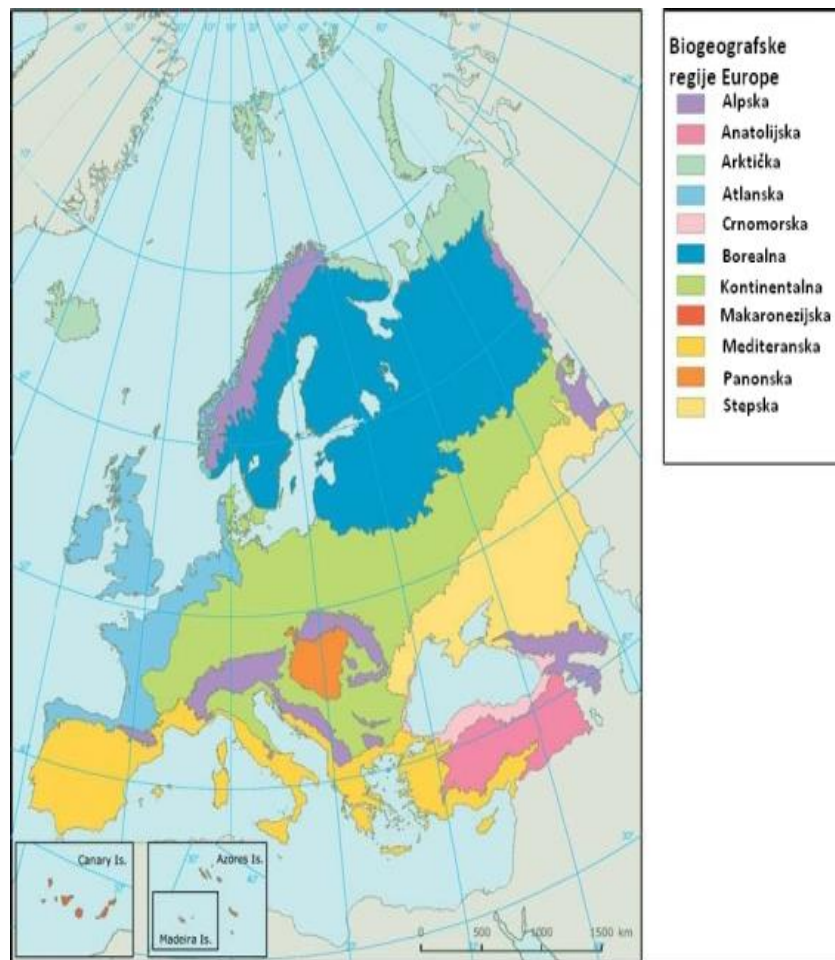 Biogeografske
regije Europe
Alpska
Anatolijska
Arktička
Atlanska
Crnomorska
Borealna
Kontinentalna
Makaronezijska
Mediteranska
Panonska
Stepska
Canary Is.
Azores Is.
Madeira Is.
0 500 1000 1500 km